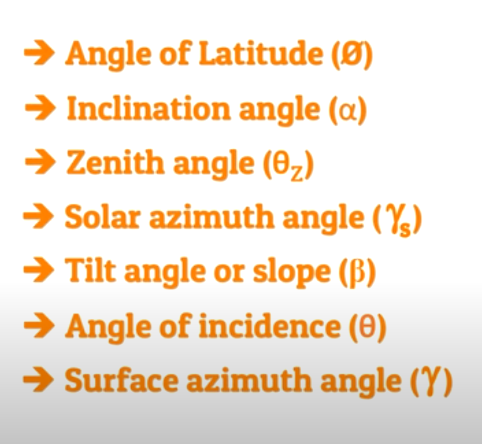 ➔ Angle of Latitude (Ø)
➔ Inclination angle (α)
➔ Zenith angle (θz)
➔ Solar azimuth angle (γs)
➔ Tilt angle or slope (β)
➔ Angle of incidence (θ)
➔ Surface azimuth angle (γ)